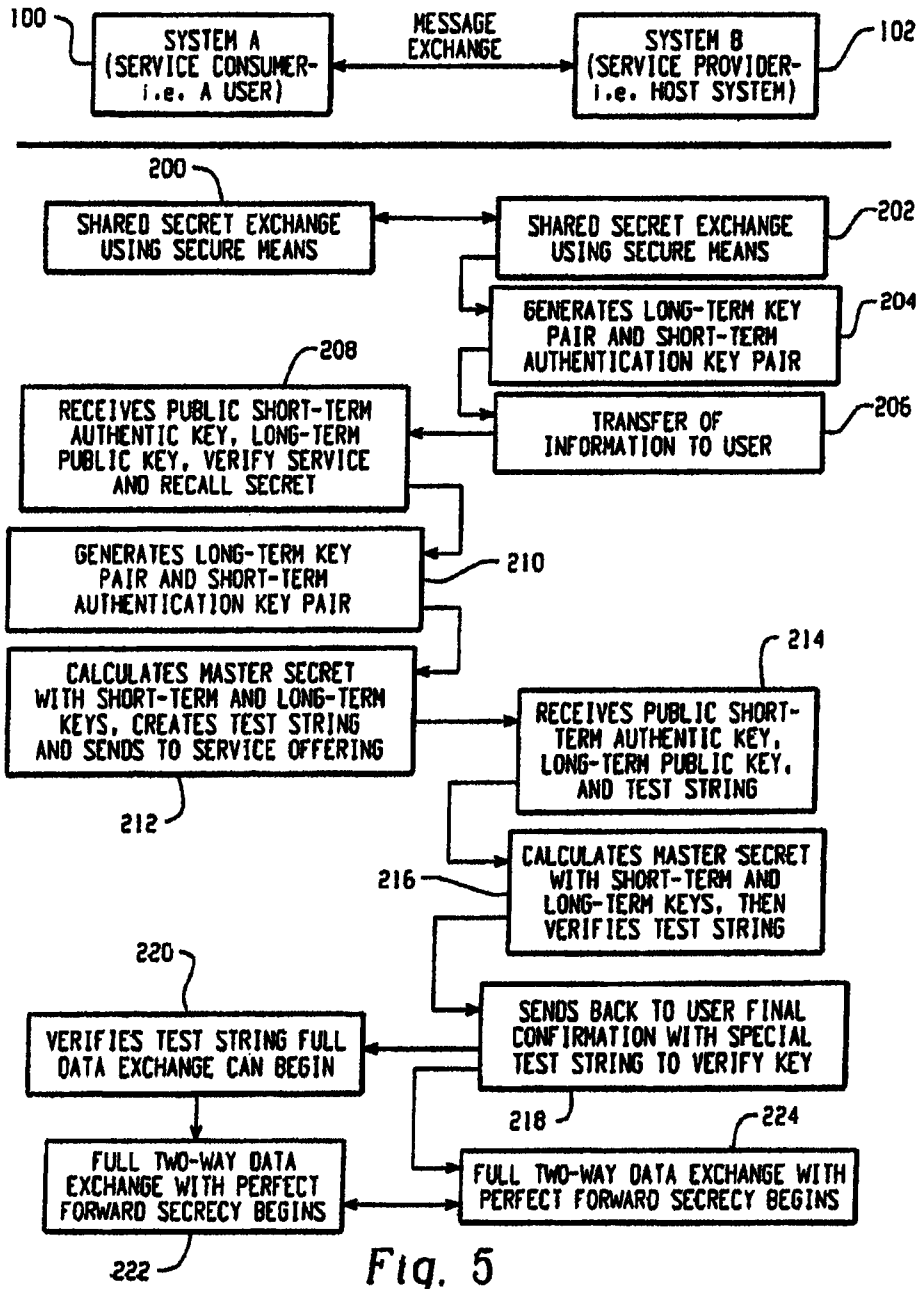 100
SYSTEM A
(SERVICE CONSUMER-
i.e. A USER)
MESSAGE
EXCHANGE
SYSTEM B
(SERVICE PROVIDER-
i.e. HOST SYSTEM)
102
200
SHARED SECRET EXCHANGE
USING SECURE MEANS
SHARED SECRET EXCHANGE
USING SECURE MEANS
202
GENERATES LONG-TERM KEY
PAIR AND SHORT-TERM
AUTHENTICATION KEY PAIR
204
TRANSFER OF
INFORMATION TO USER
206
208
RECEIVES PUBLIC SHORT-TERM
AUTHENTIC KEY, LONG-TERM
PUBLIC KEY, VERIFY SERVICE
AND RECALL SECRET
GENERATES LONG-TERM KEY
PAIR AND SHORT-TERM
AUTHENTICATION KEY PAIR
210
CALCULATES MASTER SECRET
WITH SHORT-TERM AND LONG-TERM
KEYS, CREATES TEST STRING
AND SENDS TO SERVICE OFFERING
212
214
RECEIVES PUBLIC SHORT-
TERM AUTHENTIC KEY,
LONG-TERM PUBLIC KEY,
AND TEST STRING
216
CALCULATES MASTER SECRET
WITH SHORT-TERM AND
LONG-TERM KEYS, THEN
VERIFIES TEST STRING
SENDS BACK TO USER FINAL
CONFIRMATION WITH SPECIAL
TEST STRING TO VERIFY KEY
218
220
VERIFIES TEST STRING FULL
DATA EXCHANGE CAN BEGIN
FULL TWO-WAY DATA
EXCHANGE WITH PERFECT
FORWARD SECRECY BEGINS
222
224
FULL TWO-WAY DATA EXCHANGE WITH
PERFECT FORWARD SECRECY BEGINS
Fig. 5